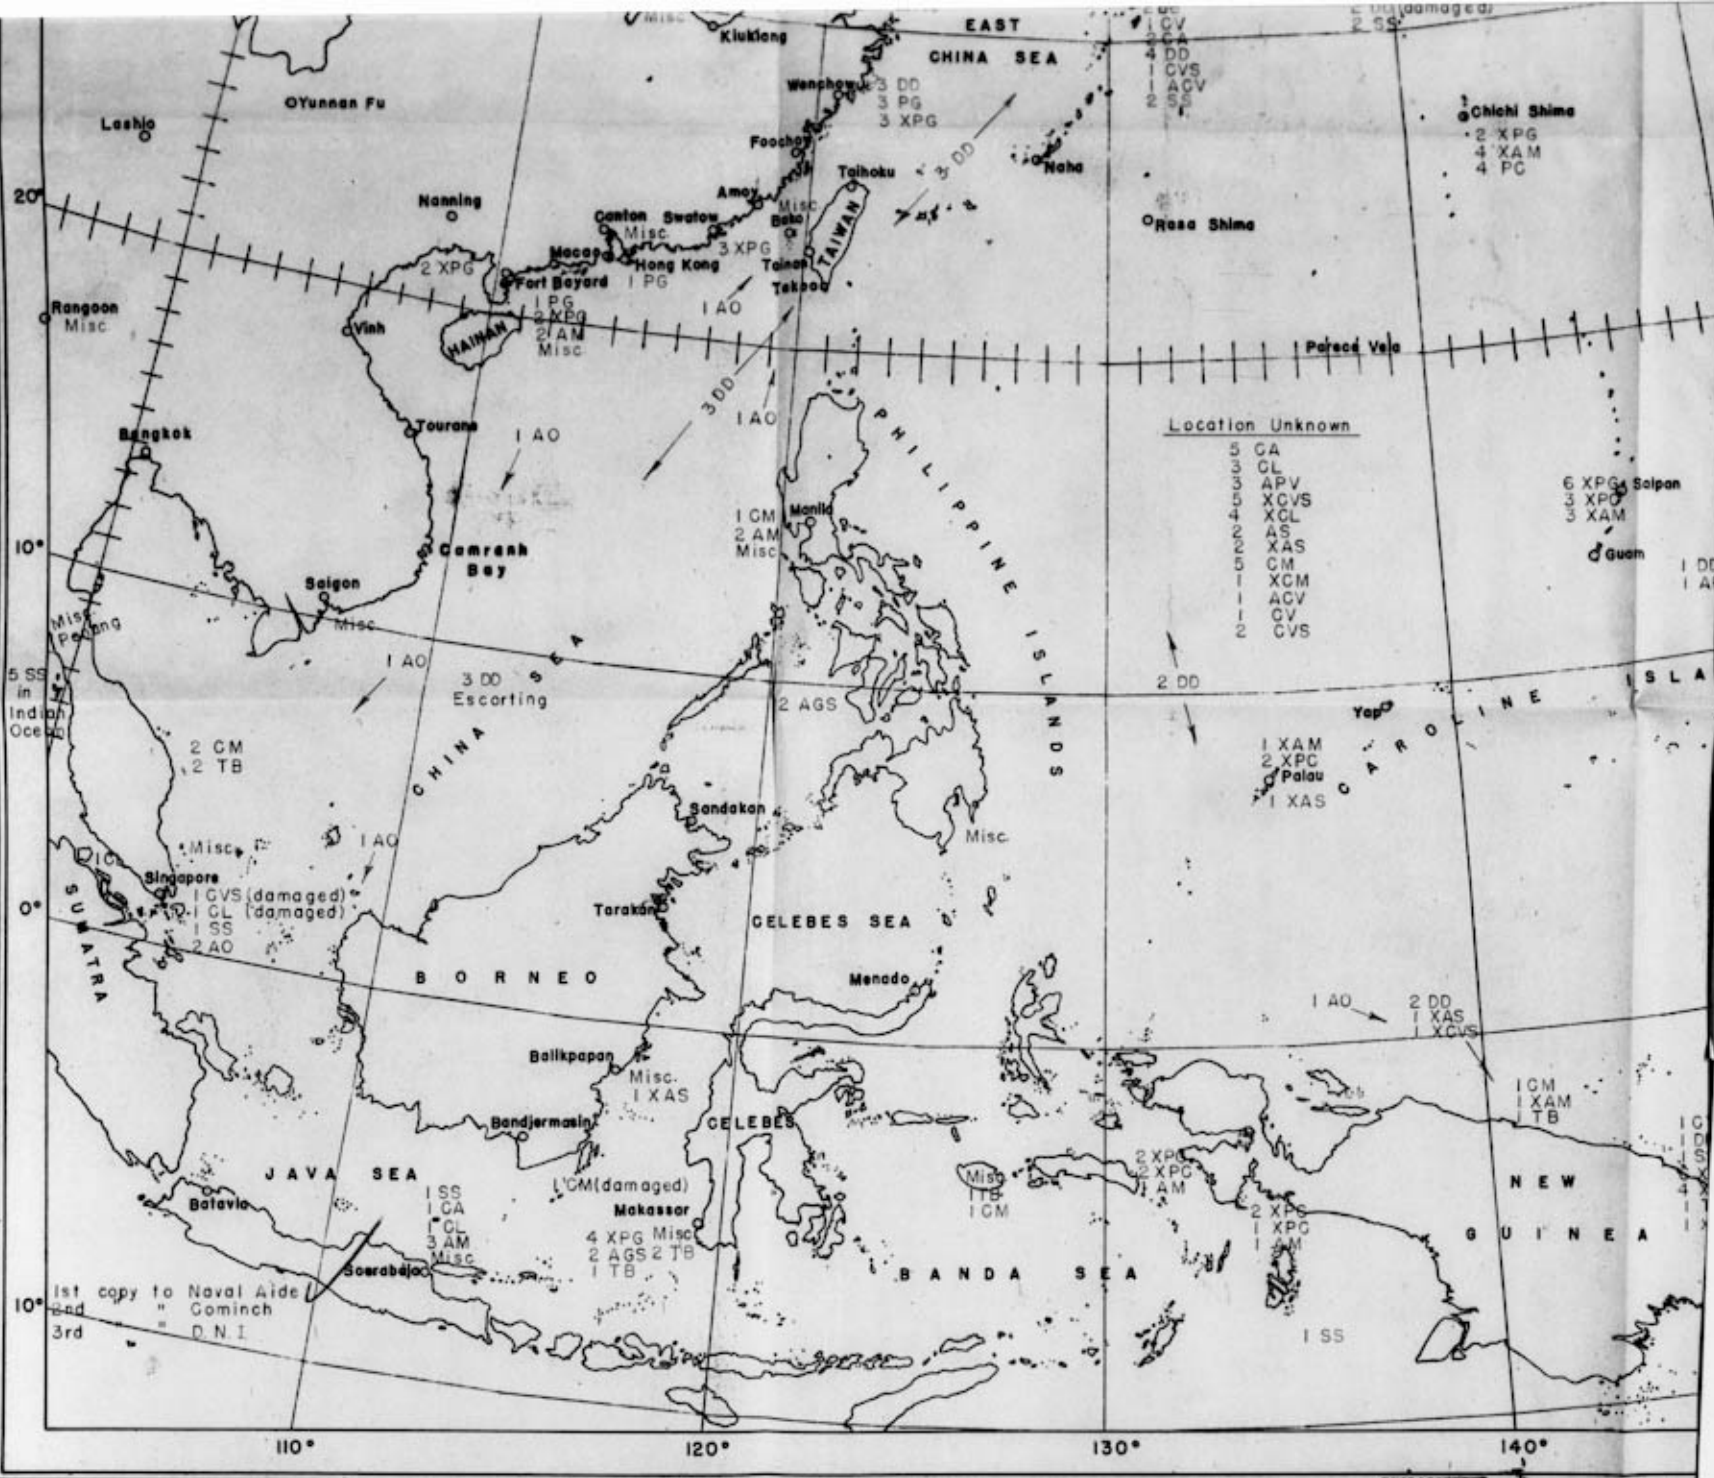 Misc.
Kiukiang
EAST
CHINA SEA
1 CV
2 CA
4 DD
1 CVS
1 ACV
2 SS
2 DD (damaged)
2 SS
Yunnan Fu
Lashio
Wenchow
3 DD
3 PG
3 XPG
Foochow
3 DD
Naha
Chichi Shima
2 XPG
4 XAM
4 PC
20°
Nanning
Amoy
Misc
Taihoku
Canton
Misc.
Swatow
Bako
TAIWAN
Rasa Shima
Macao
3 XPG
2 XPG
Hong Kong
1 PG
Tainan
Takao
Fort Bayard
1 PG
2 XPG
2 AM
Misc.
1 AO
Rangoon
Misc.
Vinh
HAINAN
Parece Vela
3 DD
1 AO
Bangkok
Tourane
1 AO
PHILIPPINE ISLANDS
Location Unknown
5 CA
3 CL
3 APV
5 XCVS
4 XCL
2 AS
2 XAS
5 CM
1 XCM
1 ACV
1 CV
2 CVS
6 XPG
Saipan
3 XPC
3 XAM
Guam
1 CM
Manila
2 AM
Misc
10°
Camranh
Bay
Saigon
Misc
Misc
Penang
1 AO
3 DD
Escorting
CHINA SEA
5 SS
in
Indian
Ocean
2 AGS
2 DD
Yap
CAROLINE ISLA
2 CM
2 TB
1 XAM
2 XPC
Palau
1 XAS
Sandakan
Misc.
1 AO
Misc.
Singapore
1 CVS (damaged)
1 CL (damaged)
1 SS
2 AO
0°
SUMATRA
Tarakan
CELEBES SEA
BORNEO
Menado
1 AO
2 DD
1 XAS
1 XCVS
Balikpapan
Misc.
1 XAS
1 CM
1 XAM
1 TB
Bandjermasin
CELEBES
JAVA SEA
1 CM (damaged)
Misc
1 TB
1 CM
2 XPG
2 XPC
1 AM
NEW
GUINEA
Batavia
1 SS
1 CA
1 CL
3 AM
Misc
Makassar
4 XPG Misc
2 AGS 2 TB
1 TB
2 XPG
1 XPC
1 AM
Soerabaja
BANDA SEA
10°
1st copy to Naval Aide
2nd " " Cominch
3rd " " D.N.I.
1 SS
110°
120°
130°
140°